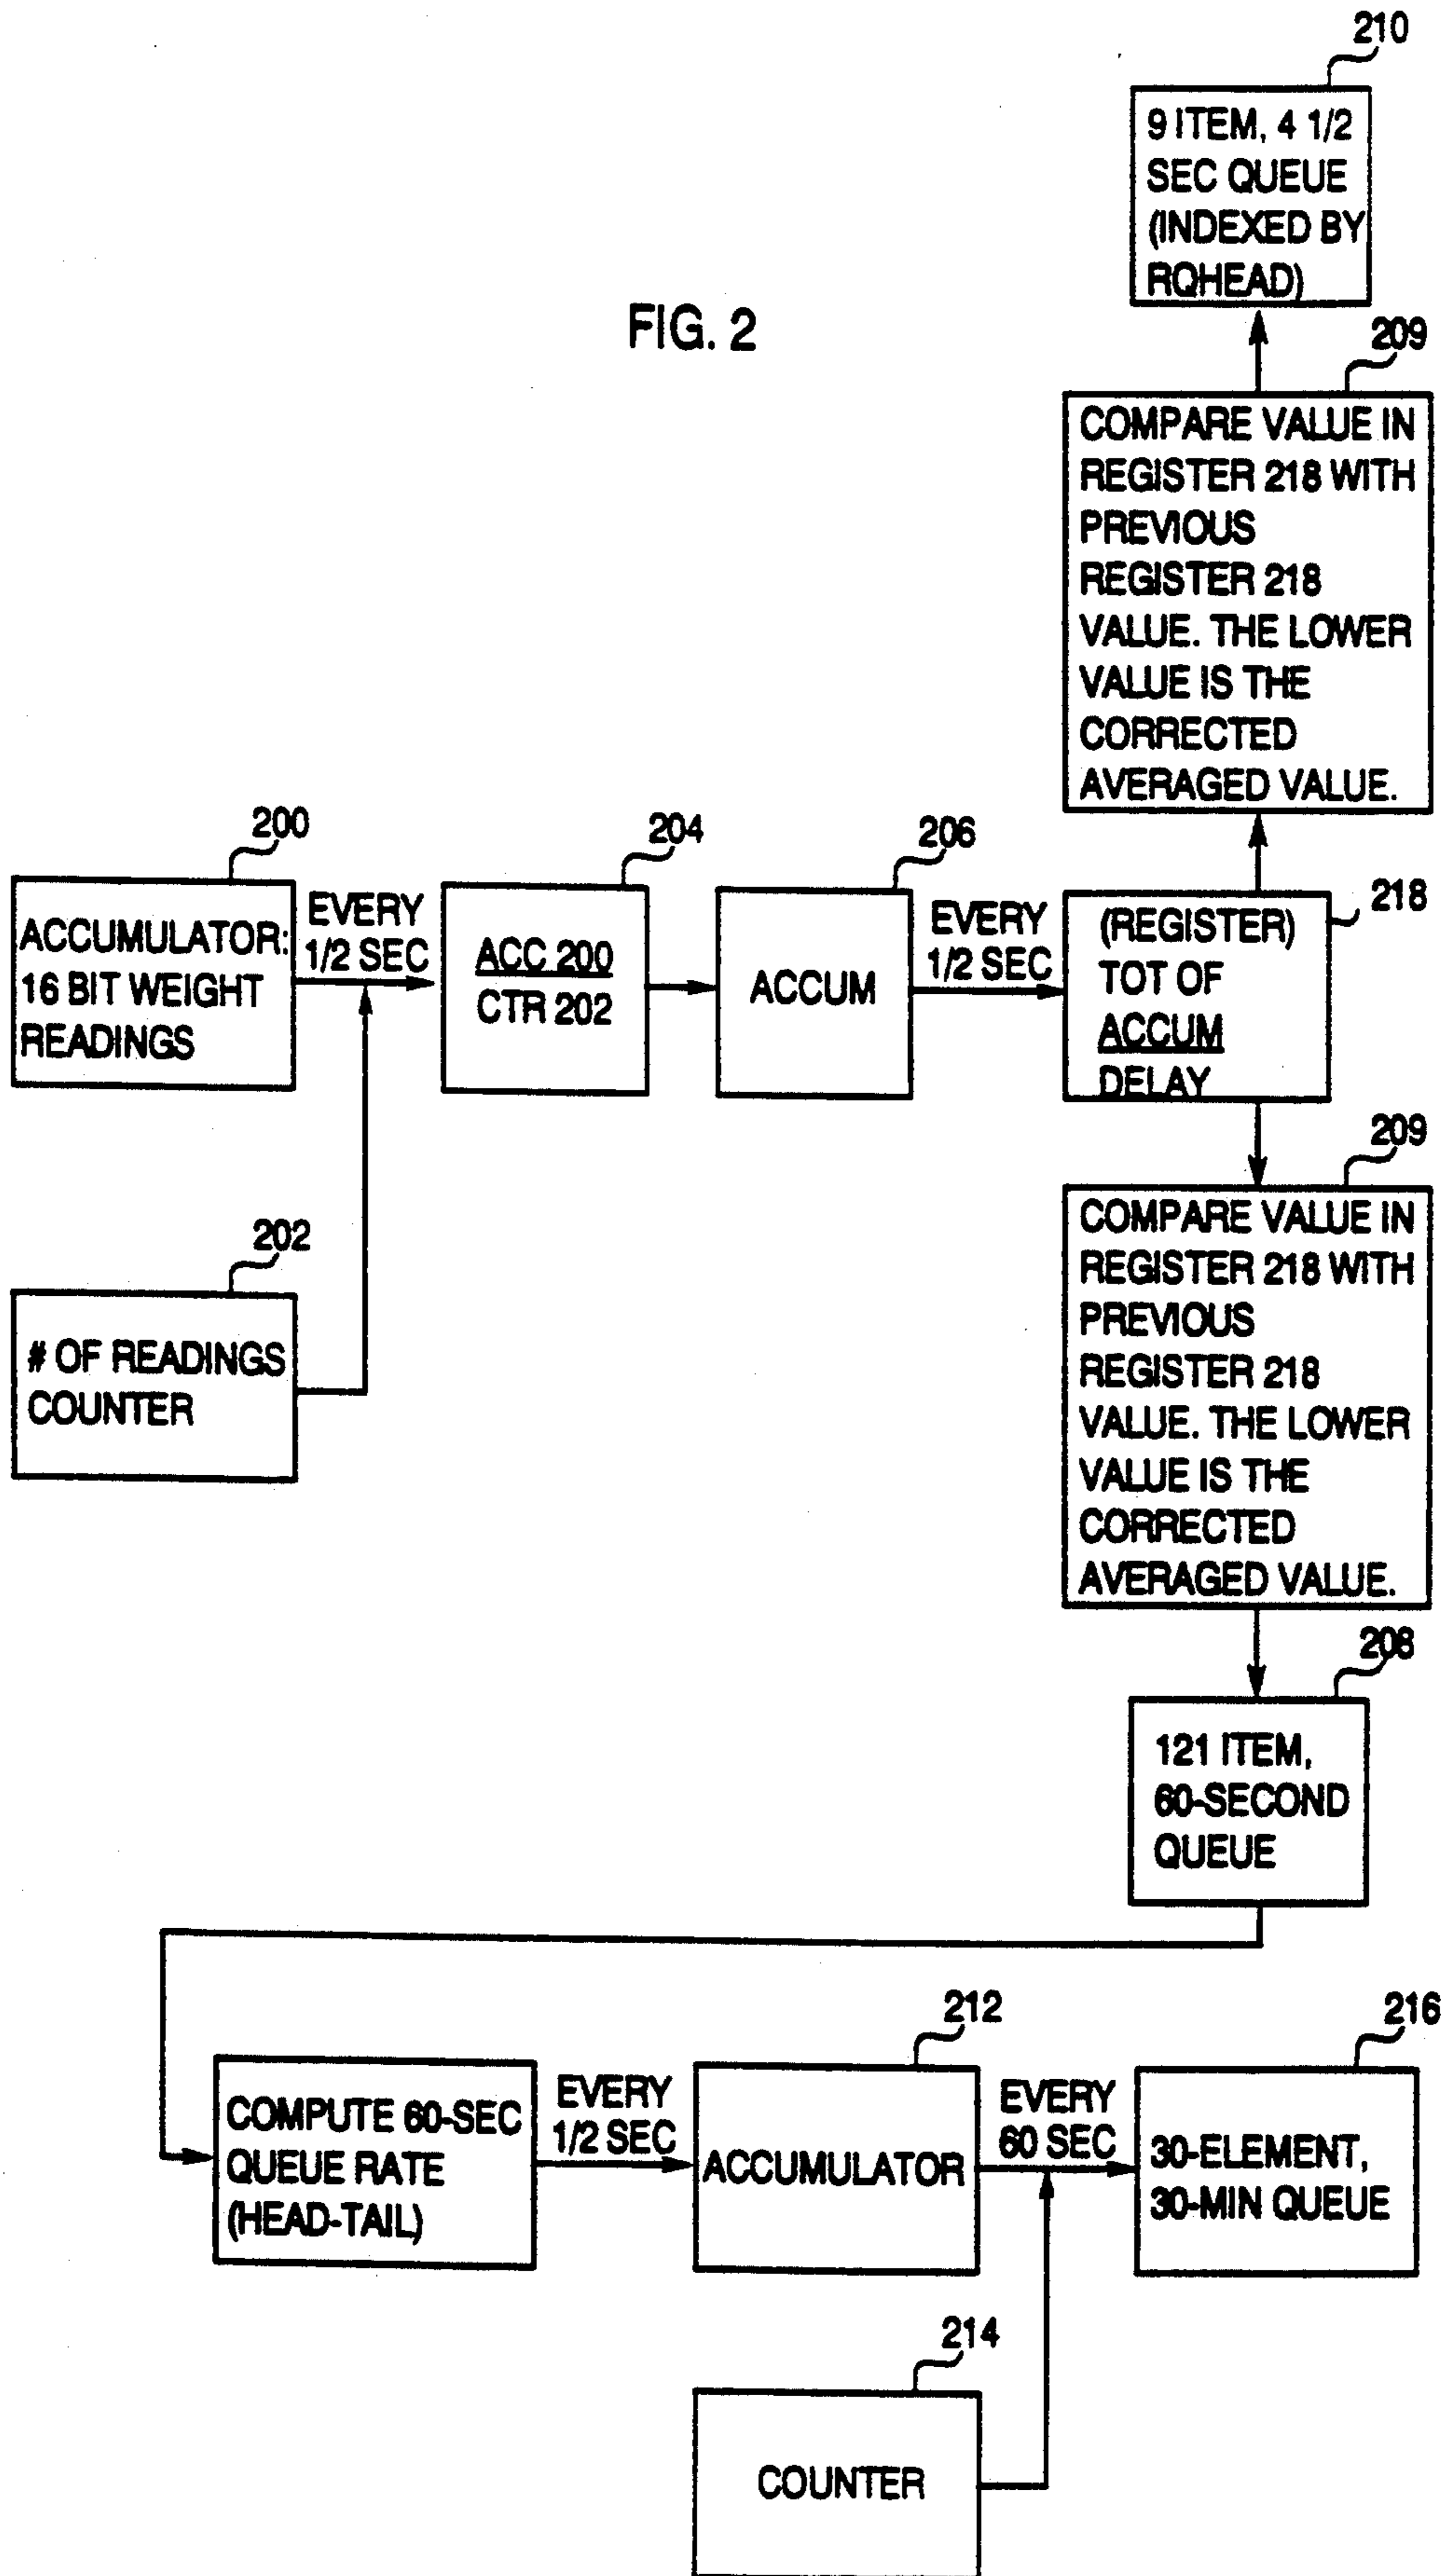 210
9 ITEM, 4 1/2
SEC QUEUE
(INDEXED BY
RQHEAD)
FIG. 2
209
COMPARE VALUE IN
REGISTER 218 WITH
PREVIOUS
REGISTER 218
VALUE. THE LOWER
VALUE IS THE
CORRECTED
AVERAGED VALUE.
200
ACCUMULATOR:
16 BIT WEIGHT
READINGS
EVERY
1/2 SEC
204
ACC 200
CTR 202
206
ACCUM
EVERY
1/2 SEC
218
(REGISTER)
TOT OF
ACCUM
DELAY
202
# OF READINGS
COUNTER
209
COMPARE VALUE IN
REGISTER 218 WITH
PREVIOUS
REGISTER 218
VALUE. THE LOWER
VALUE IS THE
CORRECTED
AVERAGED VALUE.
208
121 ITEM,
60-SECOND
QUEUE
COMPUTE 60-SEC
QUEUE RATE
(HEAD-TAIL)
EVERY
1/2 SEC
212
ACCUMULATOR
EVERY
60 SEC
216
30-ELEMENT,
30-MIN QUEUE
214
COUNTER